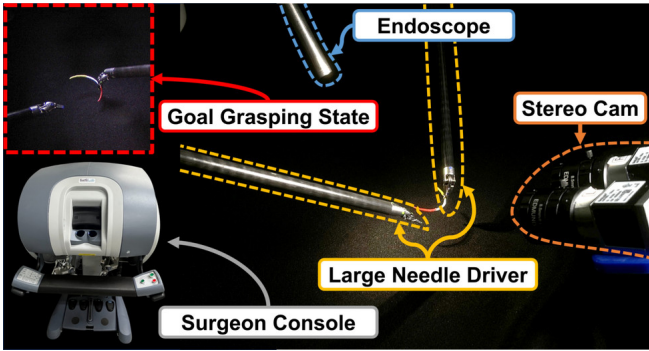 Endoscope
Goal Grasping State
Stereo Cam
Large Needle Driver
Surgeon Console